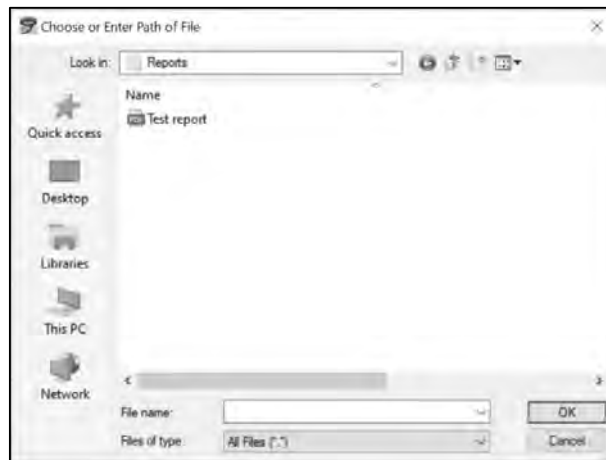 Choose or Enter Path of File
Look in: Reports
Name
Test report
Quick access
Desktop
Libraries
This PC
Network
File name: OK
Files of type: All Files (*.*) Cancel